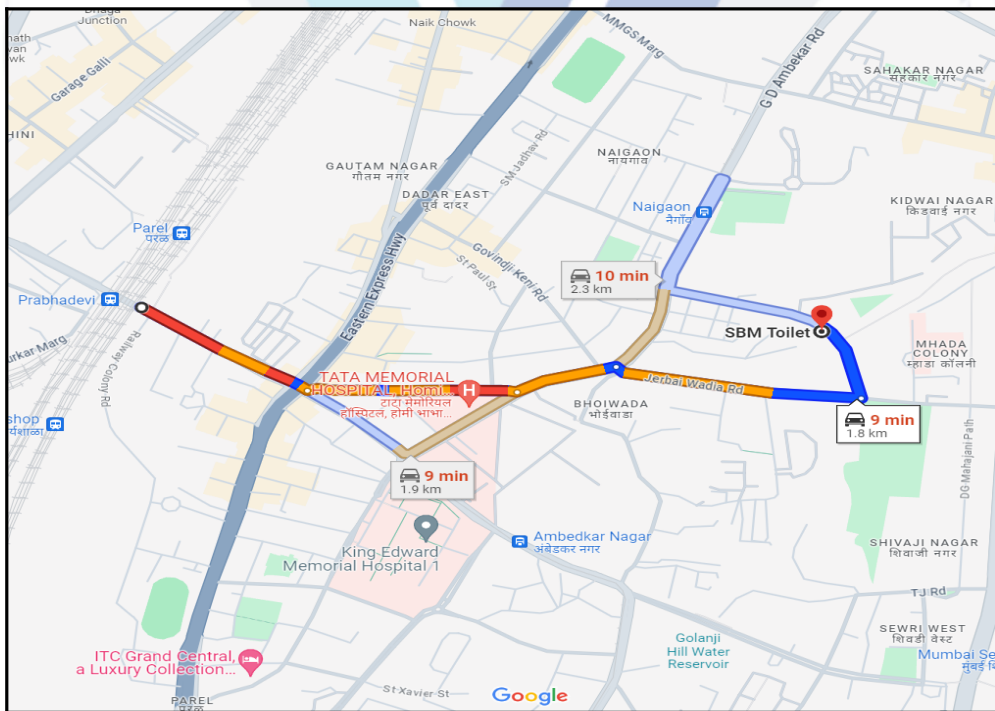 Dhaga
Junction
Naik Chowk
MMGS Marg
G D Ambekar Rd
nath
wan
wk
Garage Galli
SAHAKAR NAGAR
सहकार नगर
HINI
SM Jadhav Rd
NAIGAON
नायगाव
GAUTAM NAGAR
गौतम नगर
DADAR EAST
पूर्व दादर
KIDWAI NAGAR
किडवाई नगर
Naigaon
नैगाँव
Parel
परळ
Eastern Express Hwy
Govindji Keni Rd
St Paul St
10 min
2.3 km
Prabhadevi
SBM Toilet
urkar Marg
Railway Colony Rd
MHADA
COLONY
म्हाडा कॉलनी
TATA MEMORIAL
HOSPITAL, Homi...
टाटा मेमोरियल
हॉस्पिटल, होमी भाभा...
Jerbai Wadia Rd
BHOIWADA
भोईवाडा
shop
र्यशाळा
9 min
1.8 km
9 min
1.9 km
DG Mahajani Path
King Edward
Memorial Hospital 1
Ambedkar Nagar
अंबेडकर नगर
SHIVAJI NAGAR
शिवाजी नगर
TJ Rd
SEWRI WEST
शिवडी वेस्ट
Golanji
Hill Water
Reservoir
ITC Grand Central,
a Luxury Collection...
Mumbai Se
मुंबई
St Xavier St
Google
PAREL
परळ